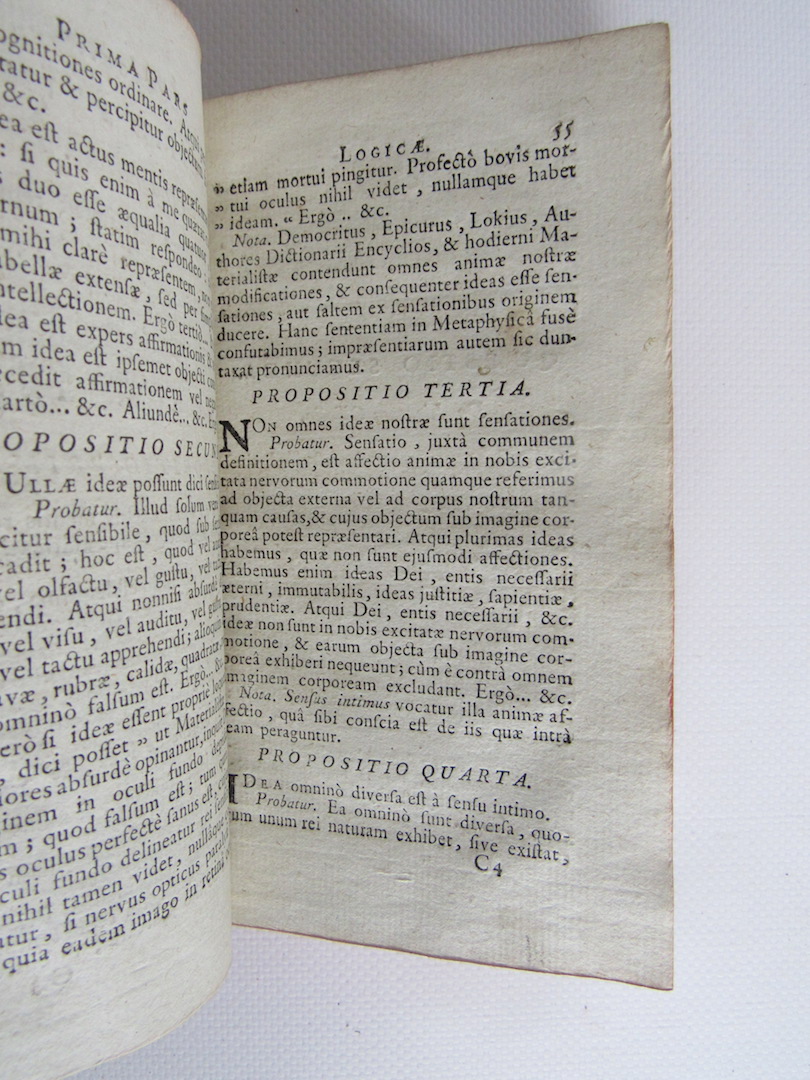 PRIMA PARS
ognitiones ordinare.
tatur & percipitur
&c.
ea eſt actus mentis
: ſi quis enim à me
duo eſſe æqualia
rnum ; ſtatim reſpondeo
mihi clarè repræſentem,
abellæ extenſæ, ſed per
ntellectionem. Ergò tertiò..
dea eſt expers affirmationis &
m idea eſt ipſemet objecti
cedit affirmationem vel
artò... &c. Aliundè... &c.
OPOSITIO SECUN
ULLÆ ideæ poſſunt dici
Probatur. Illud ſolum
citur ſenſibile, quod ſub
cadit ; hoc eſt , quod vel
vel olfactu, vel guſtu, vel
endi. Atqui nonniſi abſurdè
vel viſu, vel auditu, vel
vel tactu apprehendi; alioqui
avæ, rubræ, calidæ,
omninò falſum eſt. Ergò..
erò ſi ideæ eſſent propriè
, dici poſſet » ut
iores abſurdè opinantur,
inem in oculi fundo
m ; quod falſum eſt ; tum
s oculus perfectè ſanus eſt,
culi fundo delineatur rei
nihil tamen videt,
atur , ſi nervus opticus
quia eadem imago in retinâ
LOGICÆ. 55
» etiam mortui pingitur. Profectò bovis mor-
» tui oculus nihil videt , nullamque habet
» ideam. “ Ergò .. &c.
Nota. Democritus , Epicurus , Lokius , Au-
thores Dictionarii Encyclios, & hodierni Ma-
terialiſtæ contendunt omnes animæ noſtræ
modificationes, & conſequenter ideas eſſe ſen-
ſationes , aut ſaltem ex ſenſationibus originem
ducere. Hanc ſententiam in Metaphyſicâ fusè
confutabimus ; impræſentiarum autem ſic dun-
taxat pronunciamus.
PROPOSITIO TERTIA.
NON omnes ideæ noſtræ ſunt ſenſationes.
Probatur. Senſatio , juxtà communem
definitionem , eſt affectio animæ in nobis exci-
tata nervorum commotione quamque referimus
ad objecta externa vel ad corpus noſtrum tan-
quam cauſas,& cujus objectum ſub imagine cor-
poreâ poteſt repræſentari. Atqui plurimas ideas
habemus , quæ non ſunt ejuſmodi affectiones.
Habemus enim ideas Dei , entis neceſſarii
æterni, immutabilis, ideas juſtitiæ, ſapientiæ,
prudentiæ. Atqui Dei, entis neceſſarii , &c.
ideæ non ſunt in nobis excitatæ nervorum com-
motione , & earum objecta ſub imagine cor-
poreâ exhiberi nequeunt; cùm è contrà omnem
imaginem corpoream excludant. Ergò... &c.
Nota. Senſus intimus vocatur illa animæ af-
fectio , quâ ſibi conſcia eſt de iis quæ intrà
eam peraguntur.
PROPOSITIO QUARTA.
IDEA omninò diverſa eſt à ſenſu intimo.
Probatur. Ea omninò ſunt diverſa , quo-
um unum rei naturam exhibet, ſive exiſtat,
C4